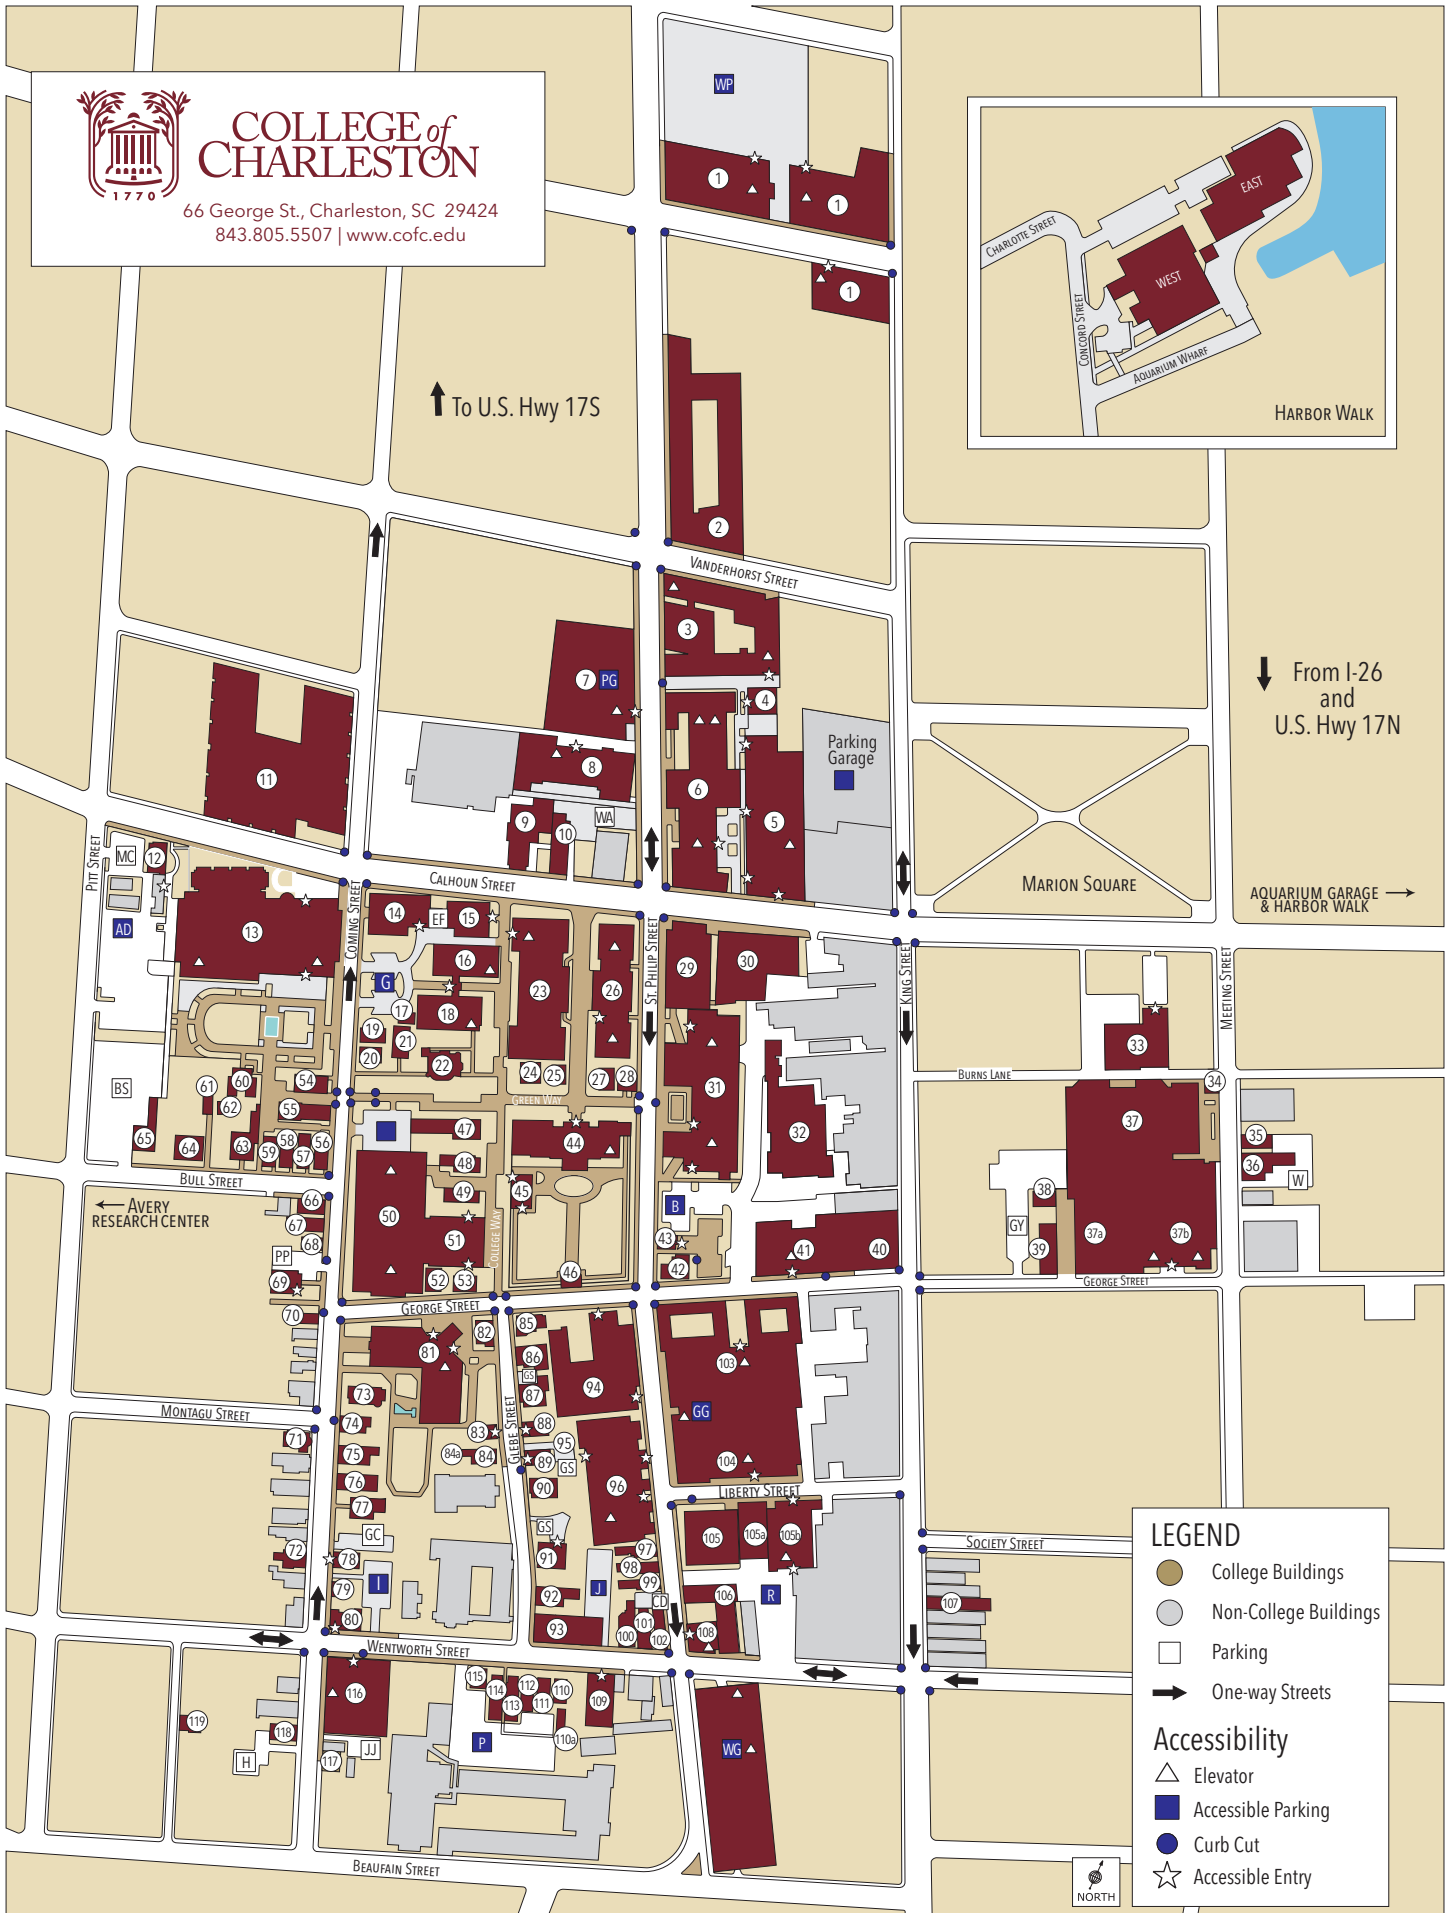 COLLEGE of
CHARLESTON
1770
66 George St., Charleston, SC 29424
843.805.5507 | www.cofc.edu
WP
1
1
1
CHARLOTTE STREET
EAST
WEST
CONCORD STREET
AQUARIUM WHARF
HARBOR WALK
To U.S. Hwy 17S
2
VANDERHORST STREET
3
7
PG
4
From I-26
and
U.S. Hwy 17N
Parking
Garage
11
8
6
5
9
10
WA
PITT STREET
MC
12
CALHOUN STREET
MARION SQUARE
AQUARIUM GARAGE
& HARBOR WALK
COMING STREET
14
EF
15
AD
13
16
23
26
ST. PHILIP STREET
29
30
KING STREET
MEETING STREET
G
17
18
19
20
21
22
24
25
27
28
31
32
33
BURNS LANE
34
BS
61
60
62
54
55
GREEN WAY
37
65
64
63
59
58
57
56
47
44
35
36
W
48
BULL STREET
AVERY
RESEARCH CENTER
66
67
68
49
45
50
51
COLLEGE WAY
B
38
GY
39
37a
37b
43
42
41
40
PP
69
52
53
46
GEORGE STREET
GEORGE STREET
70
81
82
85
86
GS
87
94
103
GG
MONTAGU STREET
73
74
71
83
88
GLEBE STREET
75
84a
84
95
89
GS
76
90
96
104
LIBERTY STREET
77
GC
GS
105
105a
105b
SOCIETY STREET
72
78
91
97
98
79
I
92
J
99
CD
106
R
107
80
93
100
101
102
108
WENTWORTH STREET
116
115
114
113
112
111
110
109
119
118
H
117
JJ
P
110a
WG
BEAUFAIN STREET
LEGEND
College Buildings
Non-College Buildings
Parking
One-way Streets
Accessibility
Elevator
Accessible Parking
Curb Cut
Accessible Entry
NORTH